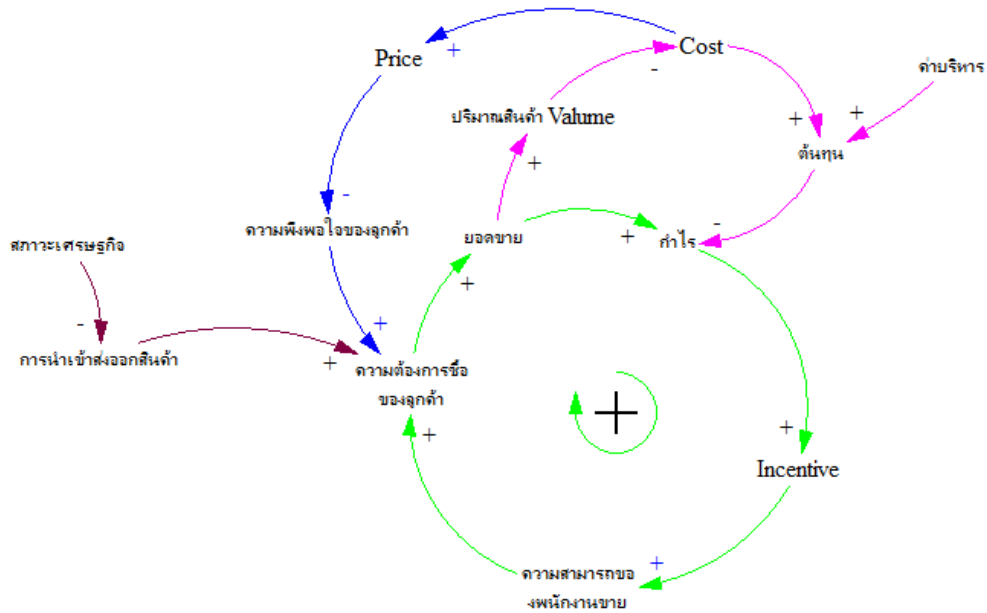 Price
+
Cost
-
ค่าบริหาร
ปริมาณสินค้า Valume
+
+
+
ต้นทุน
-
ความพึงพอใจของลูกค้า
ยอดขาย
-
+
กำไร
สภาวะเศรษฐกิจ
+
-
+
การนำเข้าส่งออกสินค้า
+
ความต้องการซื้อ
ของลูกค้า
+
+
+
Incentive
+
ความสามารถขอ
งพนักงานขาย